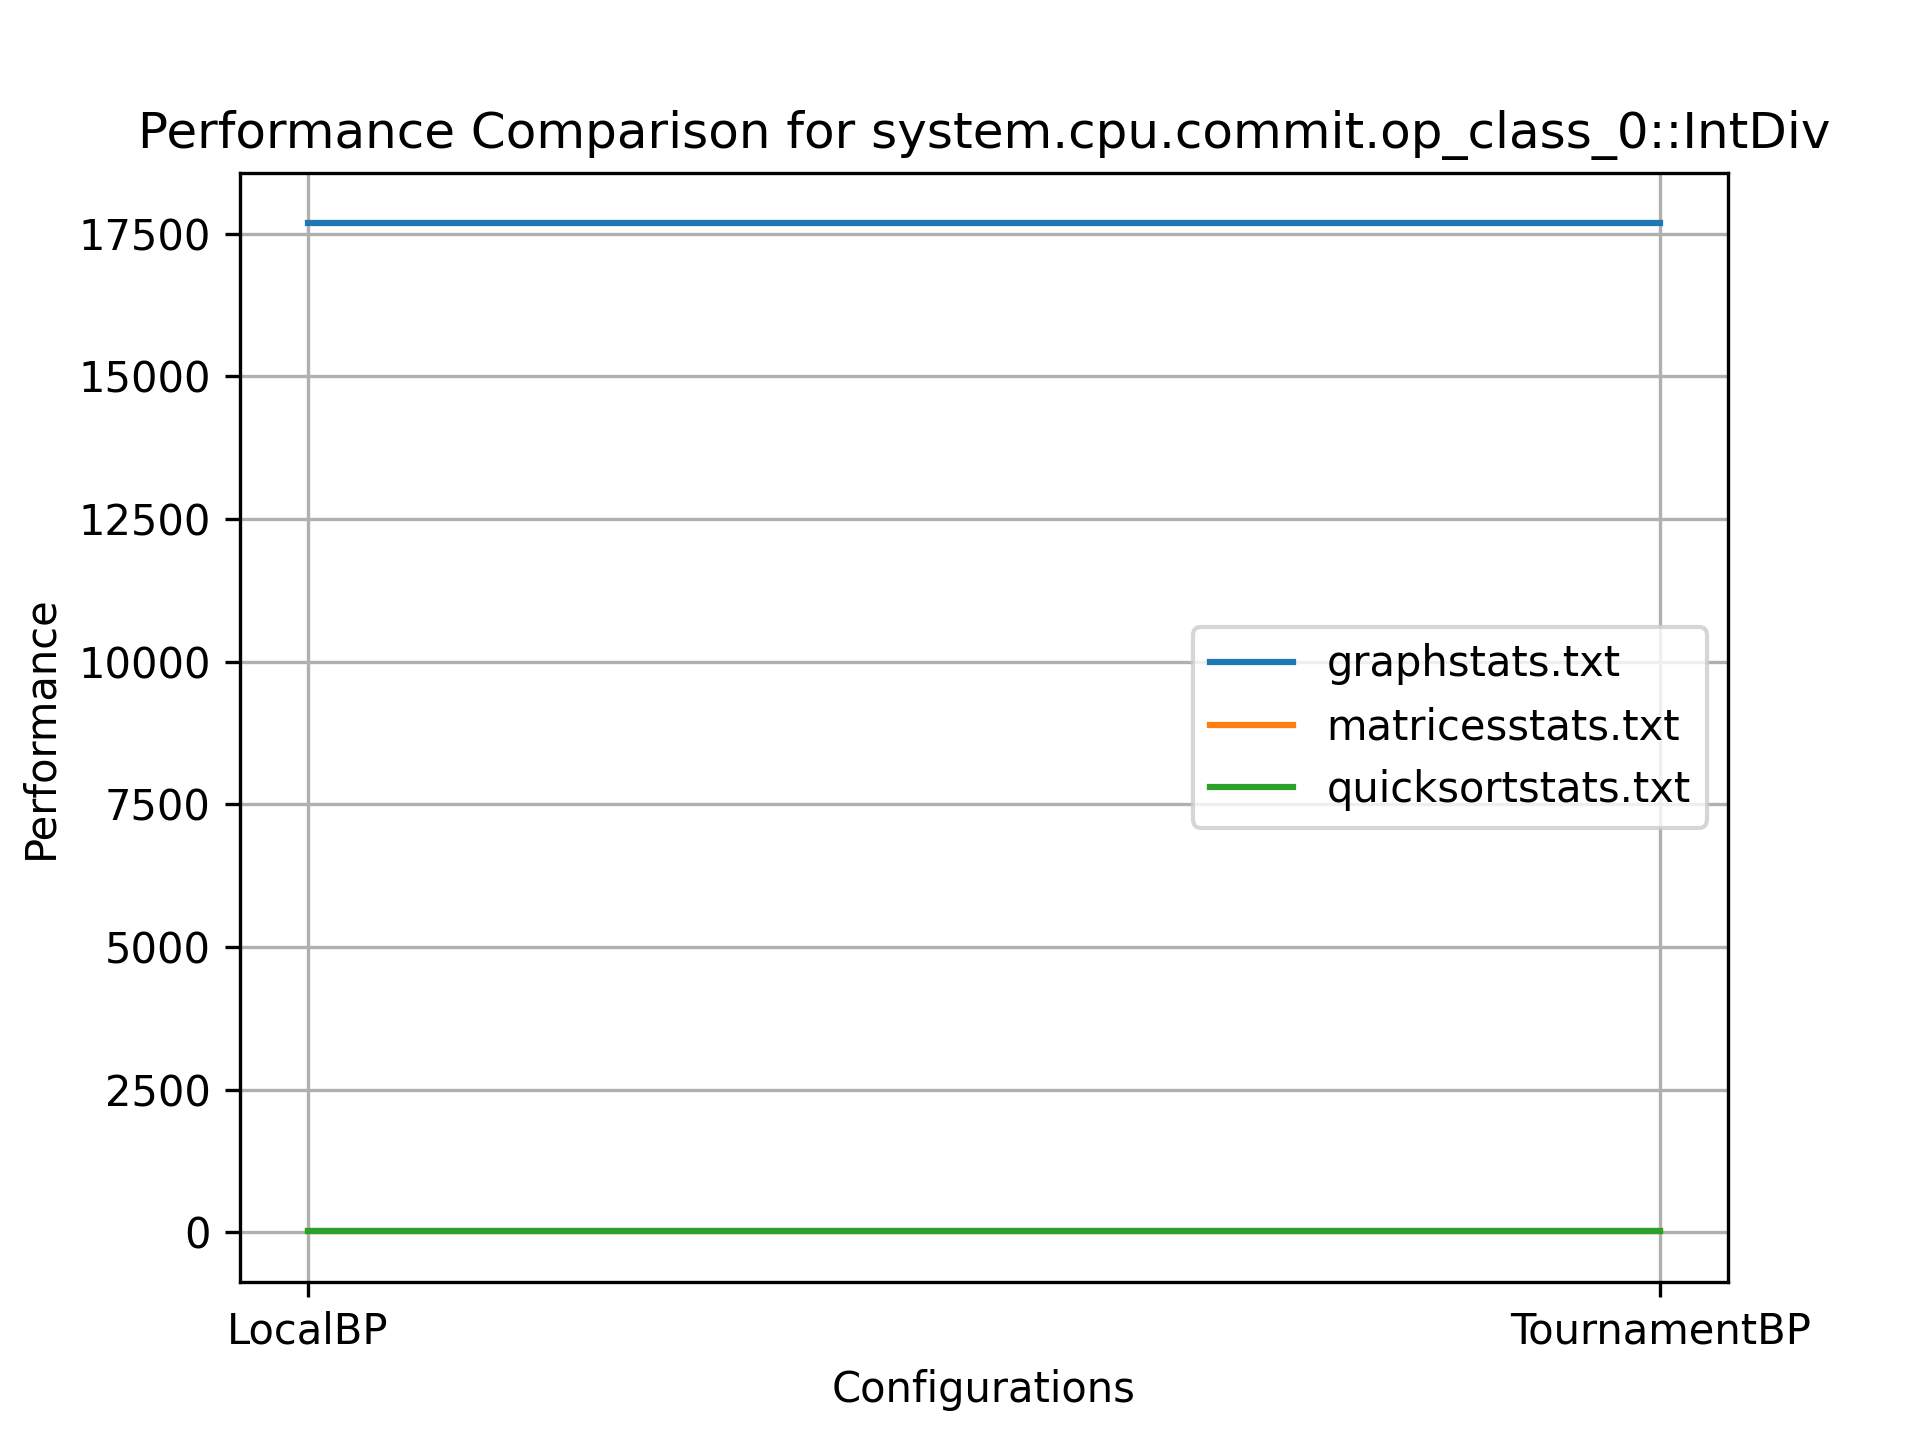 Performance Comparison for system.cpu.commit.op_class_0::IntDiv
Performance
17500
15000
12500
10000
7500
5000
2500
0
graphstats.txt
matricesstats.txt
quicksortstats.txt
LocalBP
TournamentBP
Configurations